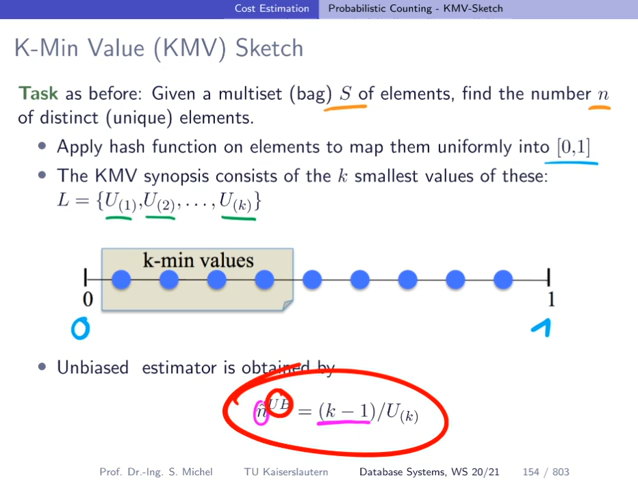 Cost Estimation Probabilistic Counting - KMV-Sketch
K-Min Value (KMV) Sketch
Task as before: Given a multiset (bag) S of elements, find the number n
of distinct (unique) elements.
• Apply hash function on elements to map them uniformly into [0,1]
• The KMV synopsis consists of the k smallest values of these:
L = {U(1),U(2), . . . , U(k)}
k-min values
0 1
0 1
• Unbiased estimator is obtained by
n̂^UB = (k − 1)/U(k)
Prof. Dr.-Ing. S. Michel TU Kaiserslautern Database Systems, WS 20/21 154 / 803